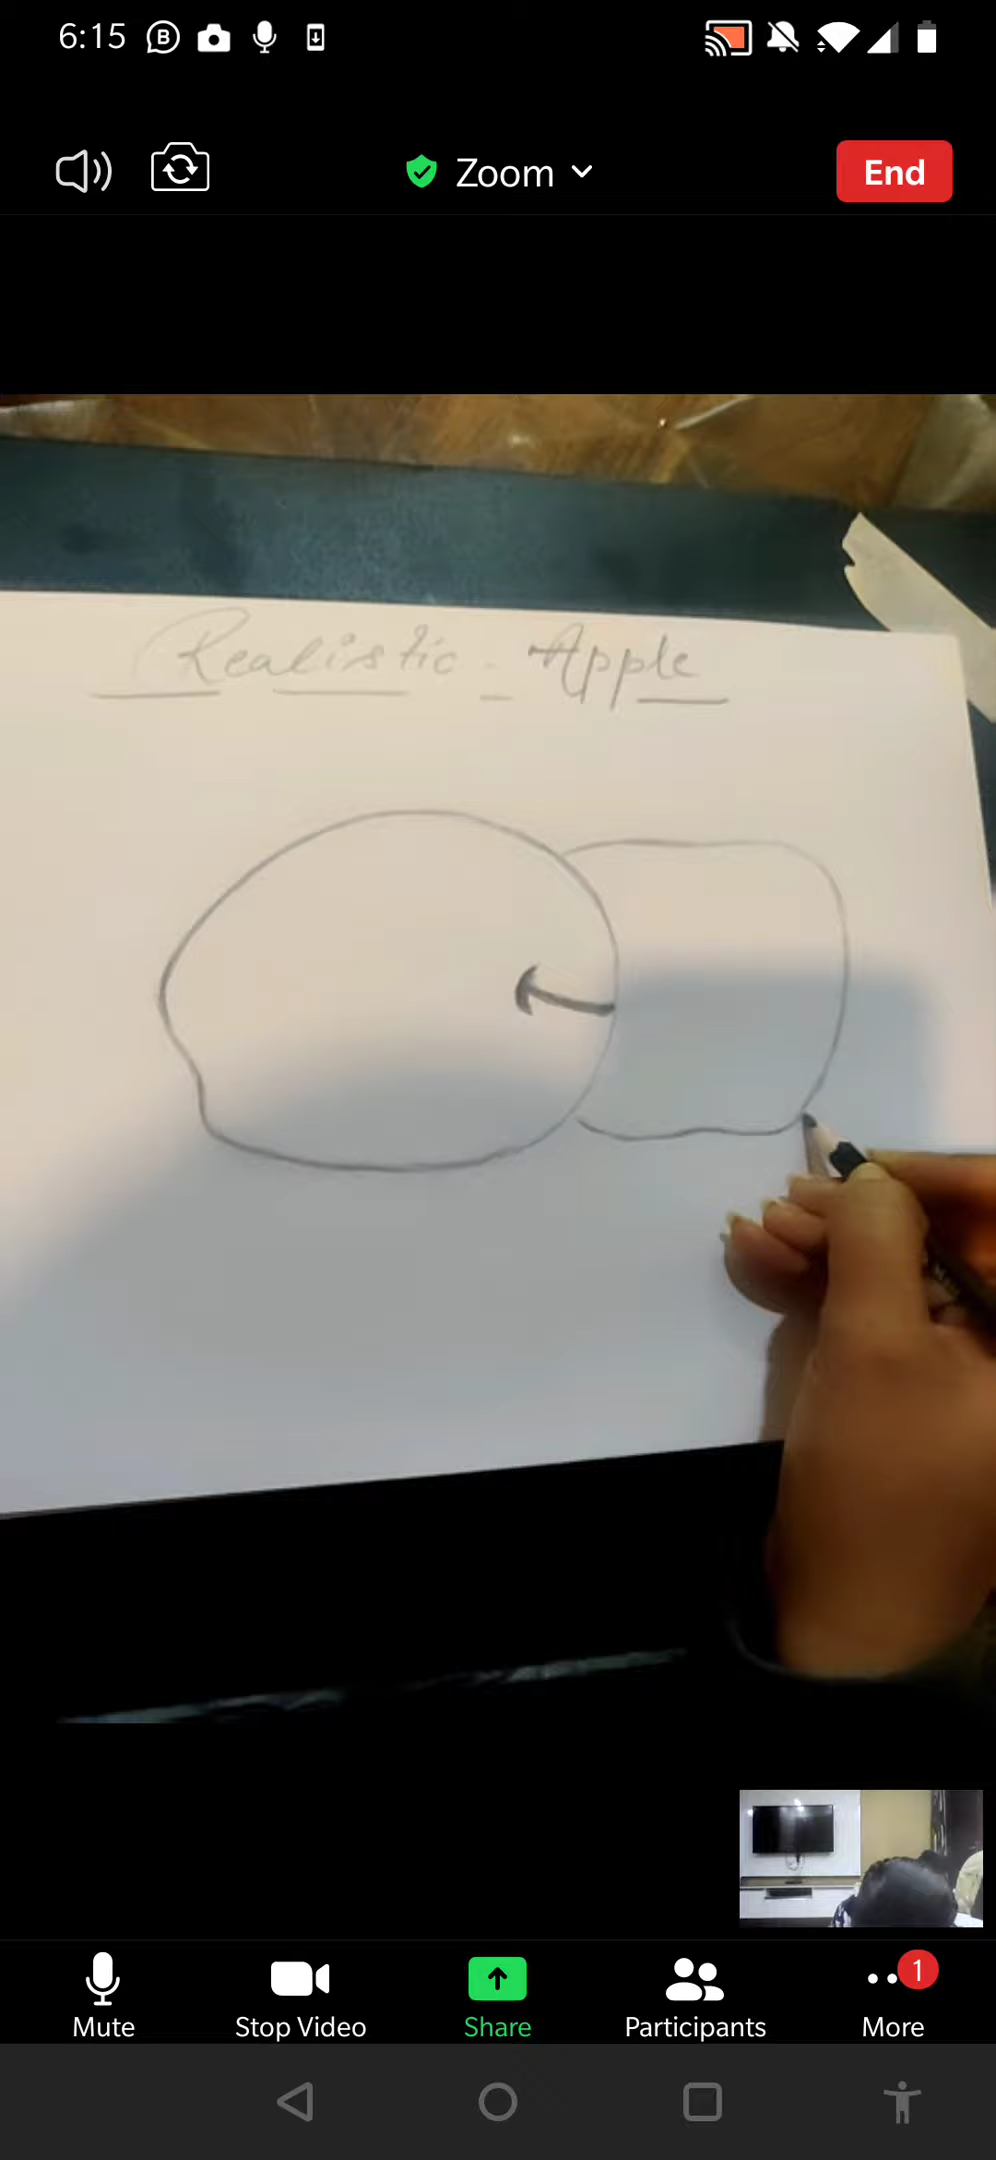 6:15
Zoom
End
Realistic - Apple
Mute
Stop Video
Share
Participants
1
More